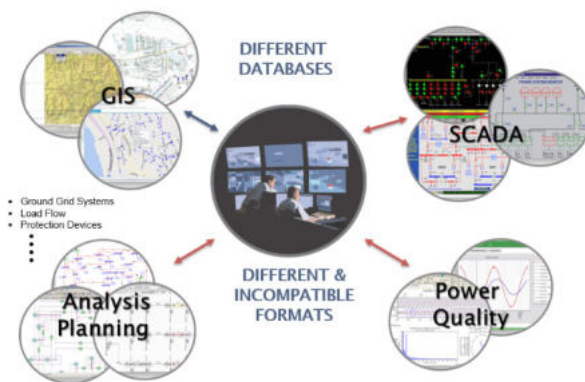 DIFFERENT
DATABASES
GIS
SCADA
• Ground Grid Systems
• Load Flow
• Protection Devices
Analysis
Planning
DIFFERENT &
INCOMPATIBLE
FORMATS
Power
Quality